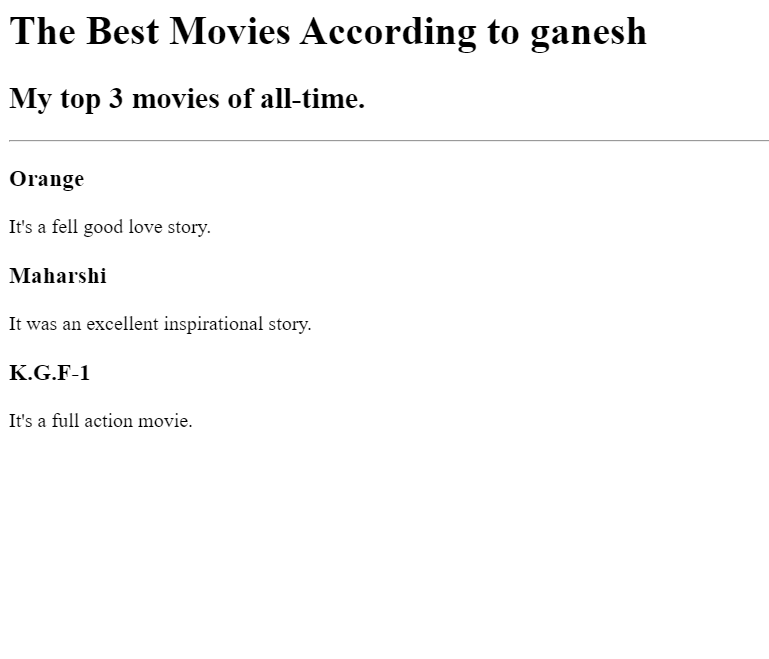 The Best Movies According to ganesh
My top 3 movies of all-time.
Orange
It's a fell good love story.
Maharshi
It was an excellent inspirational story.
K.G.F-1
It's a full action movie.